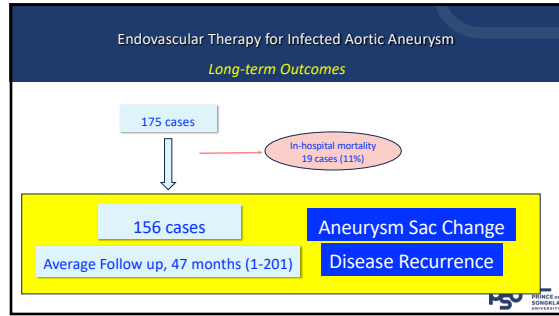 Endovascular Therapy for Infected Aortic Aneurysm
Long-term Outcomes
175 cases
In-hospital mortality
19 cases (11%)
156 cases
Aneurysm Sac Change
Average Follow up, 47 months (1-201)
Disease Recurrence
PSU
PRINCE OF
SONGKLA
UNIVERSITY